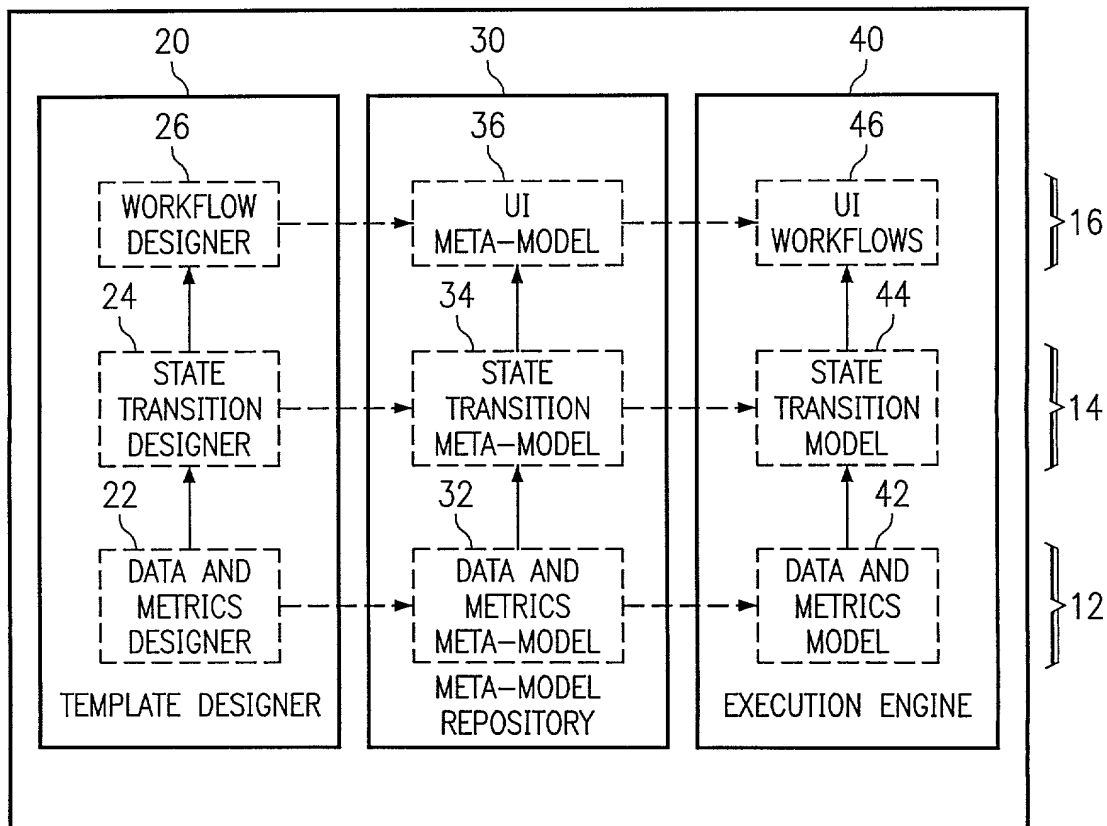 20
30
40
26
36
46
WORKFLOW
DESIGNER
UI
META-MODEL
UI
WORKFLOWS
16
24
34
44
STATE
TRANSITION
DESIGNER
STATE
TRANSITION
META-MODEL
STATE
TRANSITION
MODEL
14
22
32
42
DATA AND
METRICS
DESIGNER
DATA AND
METRICS
META-MODEL
DATA AND
METRICS
MODEL
12
TEMPLATE DESIGNER
META-MODEL
REPOSITORY
EXECUTION ENGINE